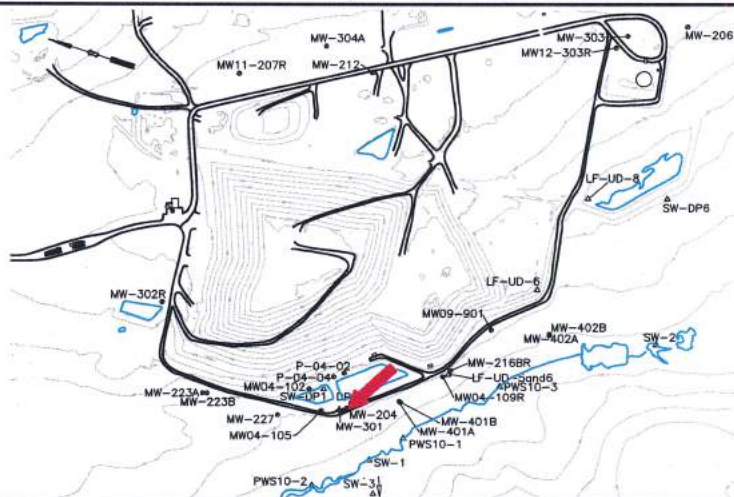 MW-304A
MW-303
MW-206
MW12-303R
MW11-207R
MW-212
LF-UD-8
SW-DP6
LF-UD-6
MW-302R
MW09-901
MW-402B
MW-402A
SW-2
P-04-02
P-04-04
MW-216BR
MW04-102
LF-UD-Sand6
MW-223A
MW-223B
SW-DP1
PWS10-3
MW04-109R
MW-227
MW-204
MW-401B
MW04-105
MW-301
MW-401A
PWS10-1
SW-1
PWS10-2
SW-3